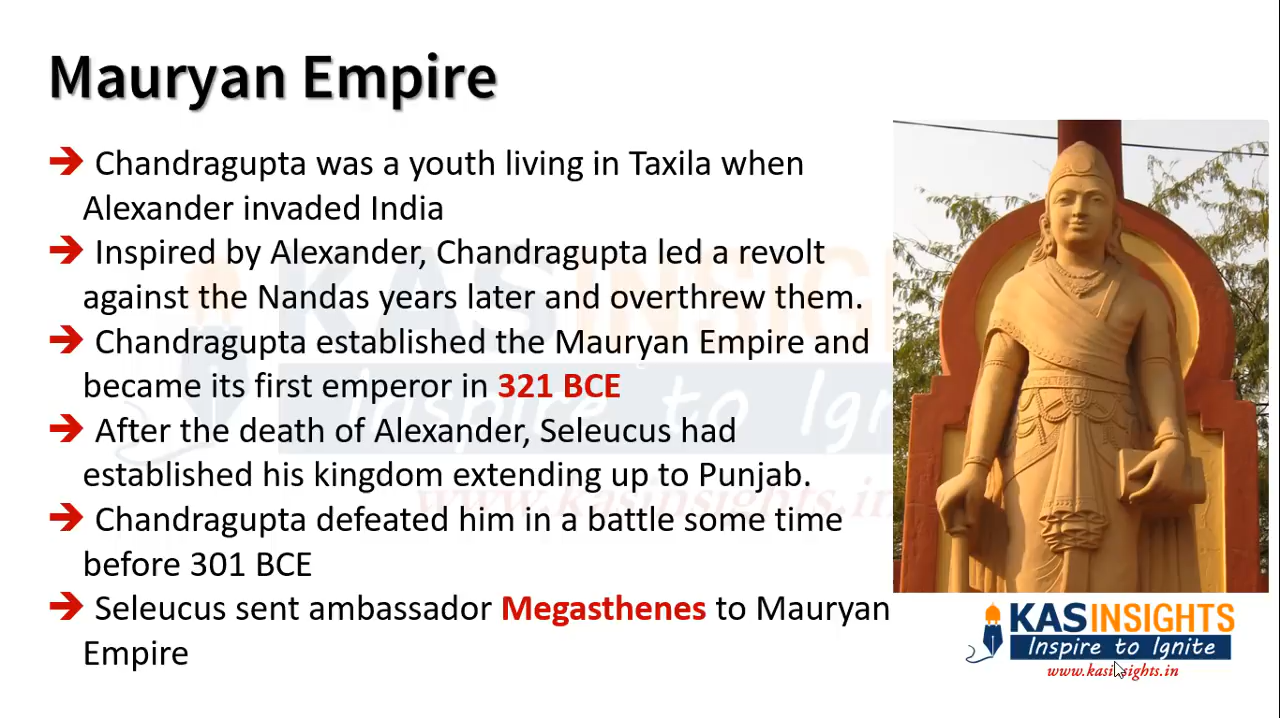 Mauryan Empire
➔ Chandragupta was a youth living in Taxila when
Alexander invaded India
➔ Inspired by Alexander, Chandragupta led a revolt
against the Nandas years later and overthrew them.
➔ Chandragupta established the Mauryan Empire and
became its first emperor in 321 BCE
➔ After the death of Alexander, Seleucus had
established his kingdom extending up to Punjab.
➔ Chandragupta defeated him in a battle some time
before 301 BCE
➔ Seleucus sent ambassador Megasthenes to Mauryan
Empire
KASINSIGHTS
Inspire to Ignite
www.kasinsights.in